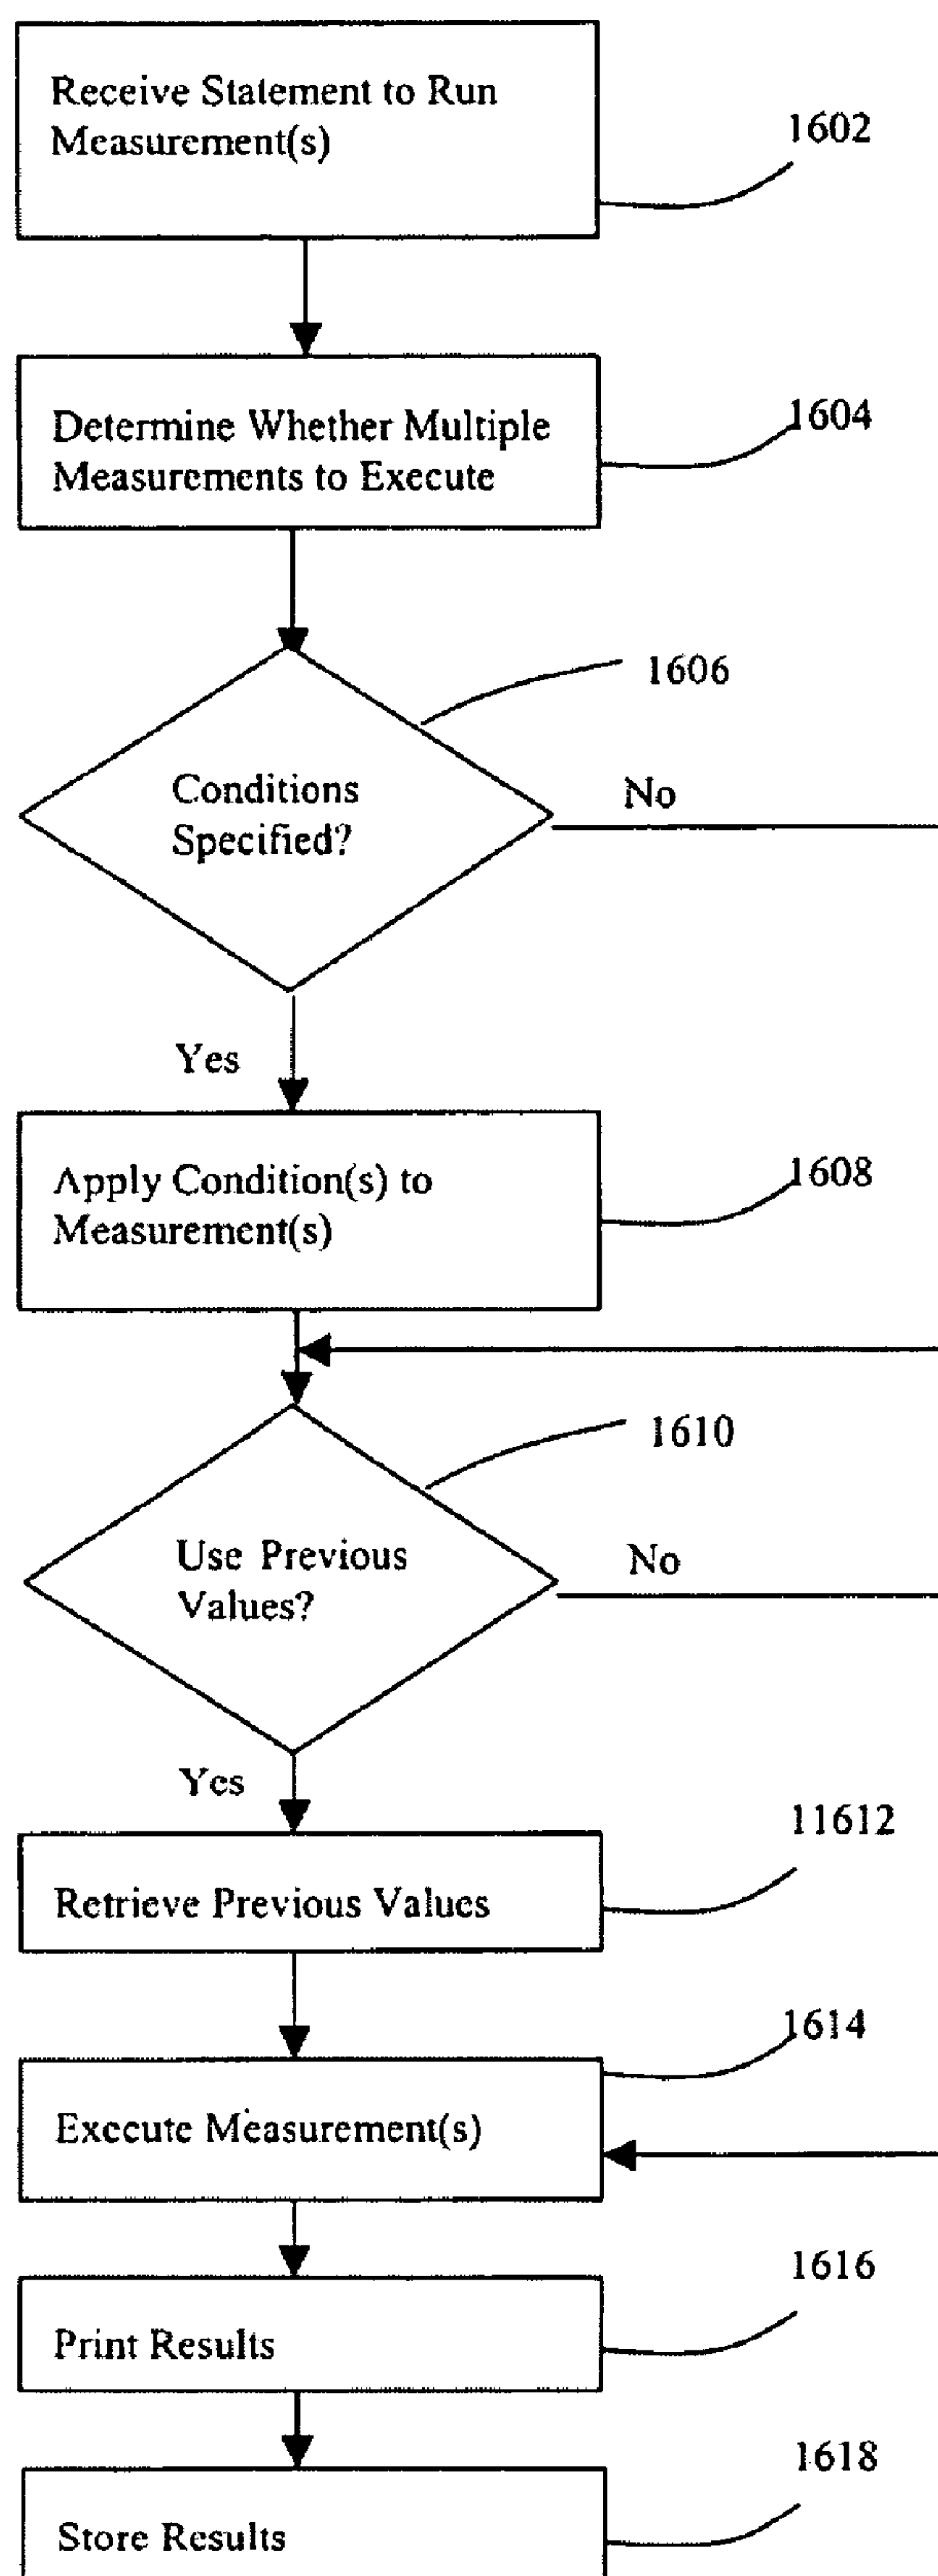 Receive Statement to Run
Measurement(s)
1602
Determine Whether Multiple
Measurements to Execute
1604
1606
Conditions
Specified?
No
Yes
Apply Condition(s) to
Measurement(s)
1608
1610
Use Previous
Values?
No
Yes
11612
Retrieve Previous Values
1614
Execute Measurement(s)
1616
Print Results
1618
Store Results